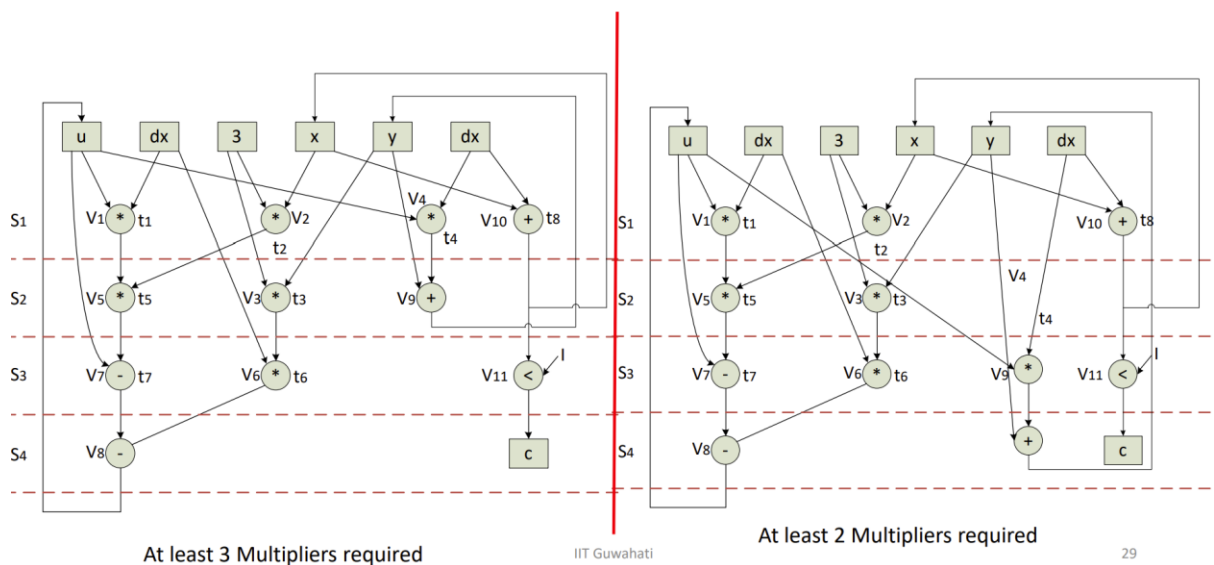 u dx 3 x y dx
S1 V1 * t1 * V2 V4 * V10 + t8
t2 t4
S2 V5 * t5 V3 * t3 V9 +
S3 V7 - t7 V6 * t6 V11 < I
S4 V8 - c
At least 3 Multipliers required
u dx 3 x y dx
S1 V1 * t1 * V2 V10 + t8
t2
V4
S2 V5 * t5 V3 * t3
t4
S3 V7 - t7 V6 * t6 V9 * V11 < I
S4 V8 - + c
At least 2 Multipliers required
IIT Guwahati
29